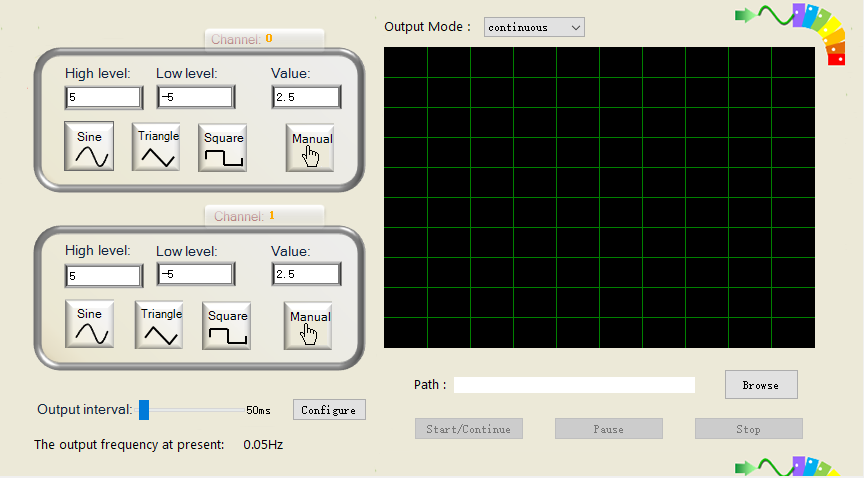 Channel: 0
High level: Low level: Value:
5 -5 2.5
Sine Triangle Square Manual
Channel: 1
High level: Low level: Value:
5 -5 2.5
Sine Triangle Square Manual
Output interval: 50ms Configure
The output frequency at present: 0.05Hz
Output Mode : continuous
Path : Browse
Start/Continue Pause Stop